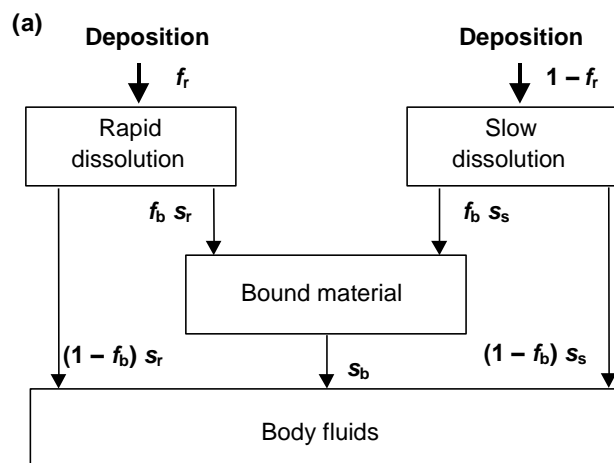 (a)
Deposition
Deposition
fr
1 – fr
Rapid
dissolution
Slow
dissolution
fb sr
fb ss
Bound material
(1 – fb) sr
sb
(1 – fb) ss
Body fluids